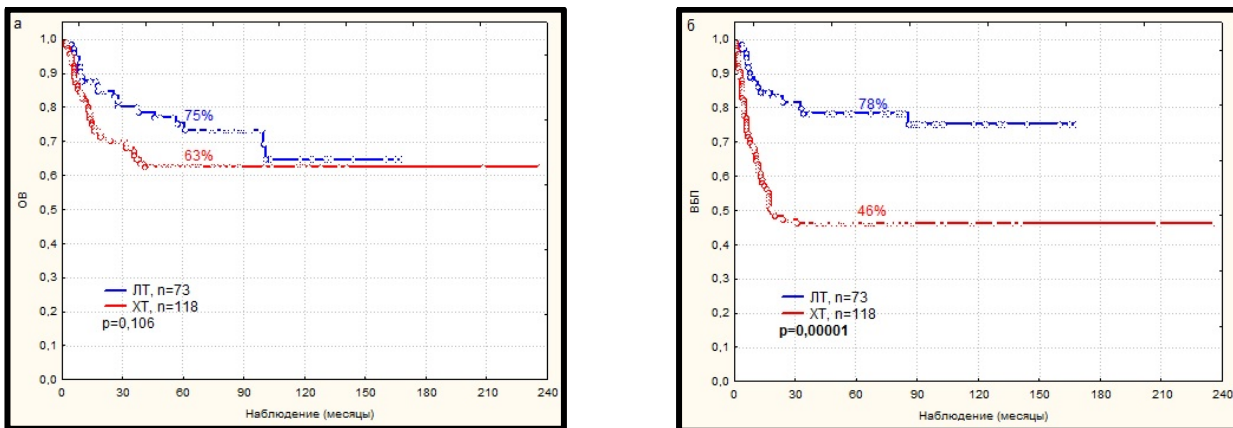 а
1,0
0,9
0,8
0,7
0,6
0,5
0,4
0,3
0,2
0,1
0,0
ОВ
75%
63%
ЛТ, n=73
ХТ, n=118
p=0,106
0 30 60 90 120 150 180 210 240
Наблюдение (месяцы)
б
1,0
0,9
0,8
0,7
0,6
0,5
0,4
0,3
0,2
0,1
0,0
ВБП
78%
46%
ЛТ, n=73
ХТ, n=118
p=0,00001
0 30 60 90 120 150 180 210 240
Наблюдение (месяцы)